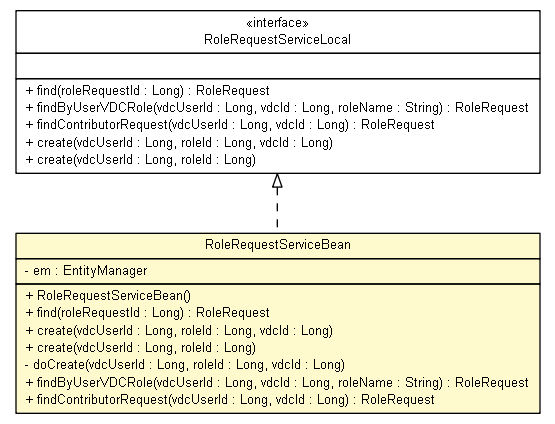 «interface»
RoleRequestServiceLocal
+ find(roleRequestId : Long) : RoleRequest
+ findByUserVDCRole(vdcUserId : Long, vdcId : Long, roleName : String) : RoleRequest
+ findContributorRequest(vdcUserId : Long, vdcId : Long) : RoleRequest
+ create(vdcUserId : Long, roleId : Long, vdcId : Long)
+ create(vdcUserId : Long, roleId : Long)
RoleRequestServiceBean
- em : EntityManager
+ RoleRequestServiceBean()
+ find(roleRequestId : Long) : RoleRequest
+ create(vdcUserId : Long, roleId : Long, vdcId : Long)
+ create(vdcUserId : Long, roleId : Long)
- doCreate(vdcUserId : Long, roleId : Long, vdcId : Long)
+ findByUserVDCRole(vdcUserId : Long, vdcId : Long, roleName : String) : RoleRequest
+ findContributorRequest(vdcUserId : Long, vdcId : Long) : RoleRequest